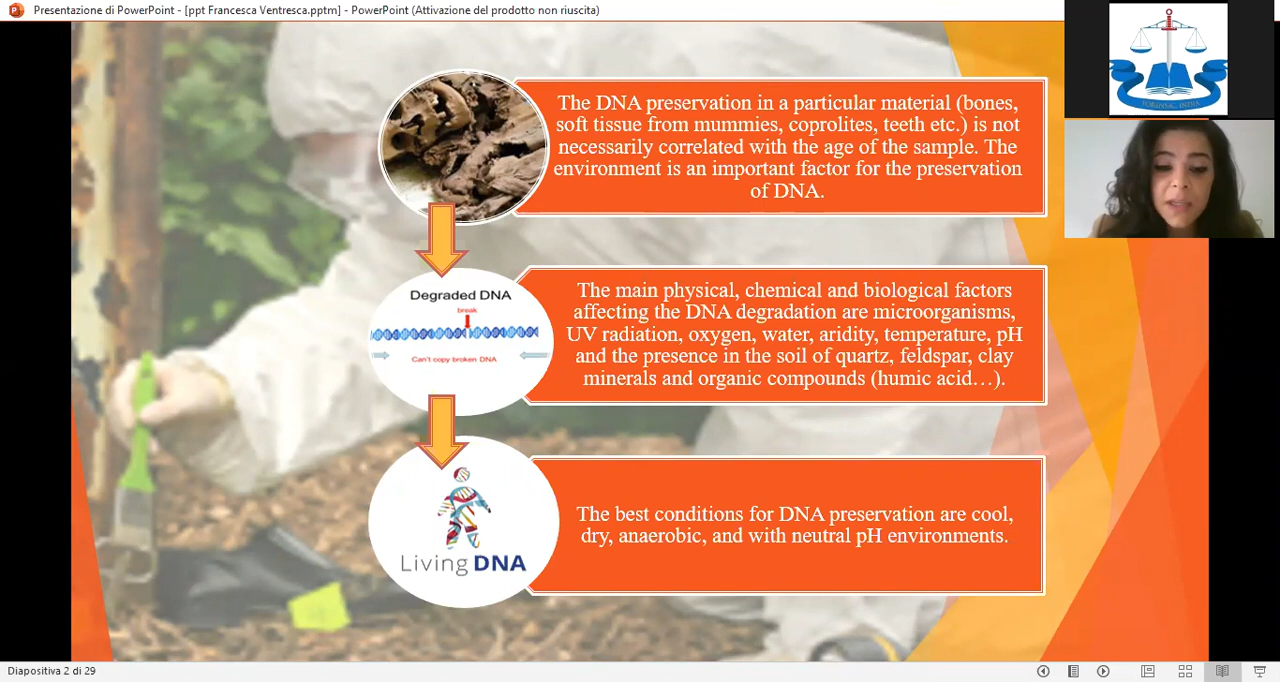 Presentazione di PowerPoint - [ppt Francesca Ventresca.pptm] - PowerPoint (Attivazione del prodotto non riuscita)
The DNA preservation in a particular material (bones,
soft tissue from mummies, coprolites, teeth etc.) is not
necessarily correlated with the age of the sample. The
environment is an important factor for the preservation
of DNA.
Degraded DNA
break
Can't copy broken DNA
The main physical, chemical and biological factors
affecting the DNA degradation are microorganisms,
UV radiation, oxygen, water, aridity, temperature, pH
and the presence in the soil of quartz, feldspar, clay
minerals and organic compounds (humic acid…).
Living DNA
The best conditions for DNA preservation are cool,
dry, anaerobic, and with neutral pH environments.
Diapositiva 2 di 29